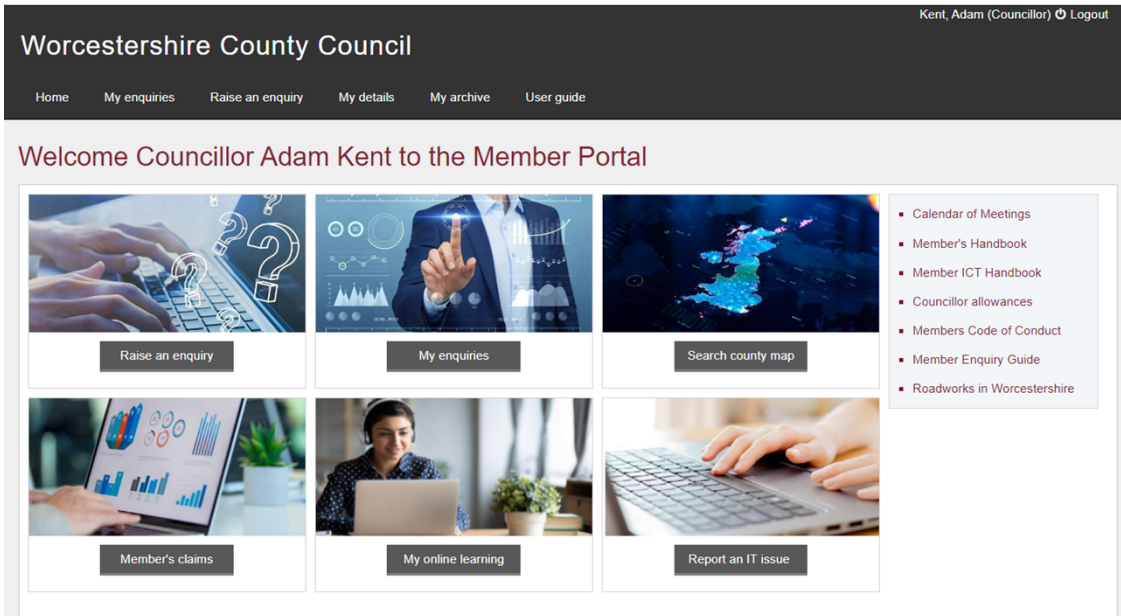 Kent, Adam (Councillor) Logout
Worcestershire County Council
Home My enquiries Raise an enquiry My details My archive User guide
Welcome Councillor Adam Kent to the Member Portal
Raise an enquiry
My enquiries
Search county map
Member's claims
My online learning
Report an IT issue
Calendar of Meetings
Member's Handbook
Member ICT Handbook
Councillor allowances
Members Code of Conduct
Member Enquiry Guide
Roadworks in Worcestershire